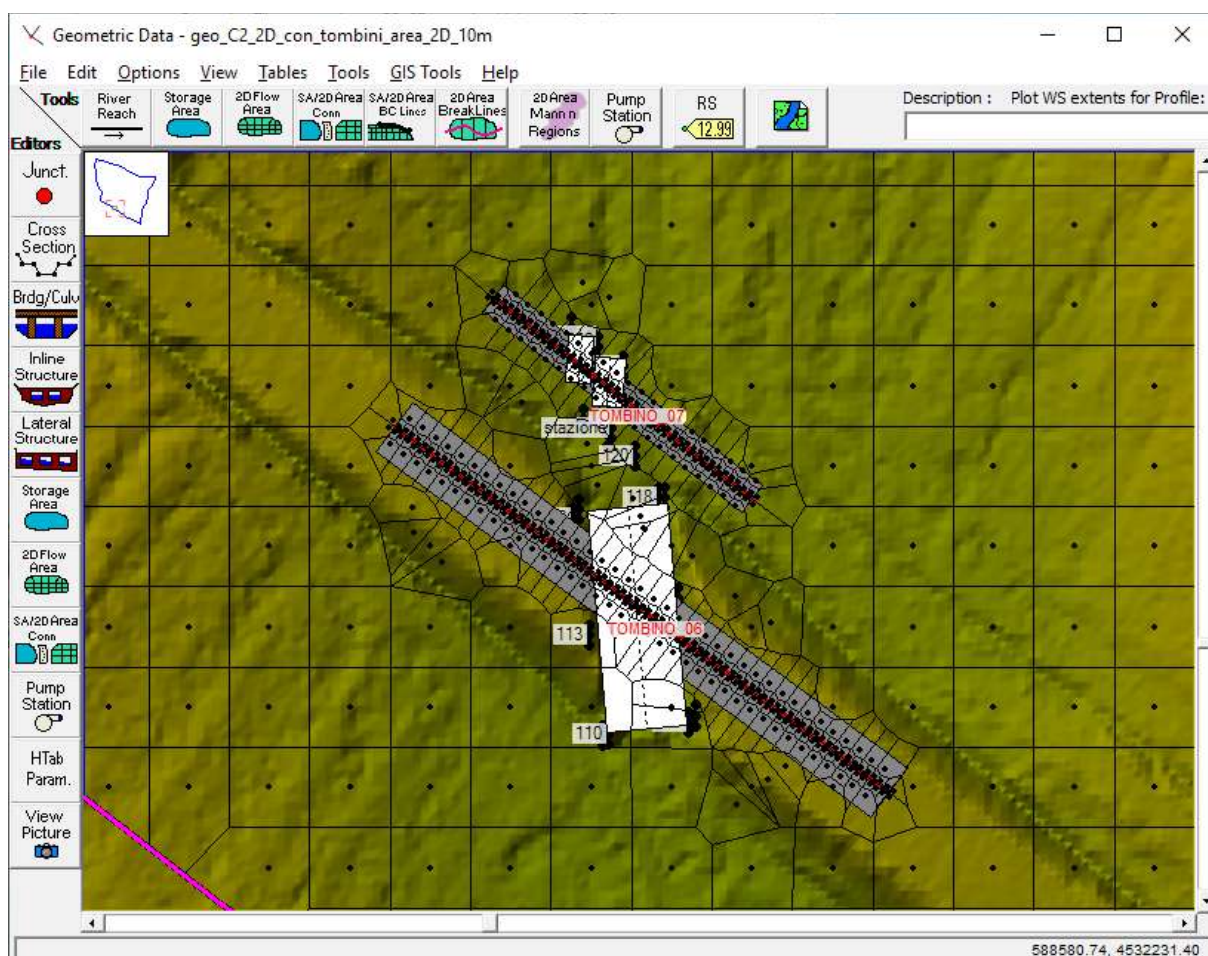 Geometric Data - geo_C2_2D_con_tombini_area_2D_10m
File Edit Options View Tables Tools GIS Tools Help
Tools
Editors
River
Reach
Storage
Area
2D Flow
Area
SA/2D Area
Conn
SA/2D Area
BC Lines
2D Area
BreakLines
2D Area
Mann n
Regions
Pump
Station
RS
12.99
Description : Plot WS extents for Profile:
Junct.
Cross
Section
Brdg/Culv
Inline
Structure
Lateral
Structure
Storage
Area
2D Flow
Area
SA/2D Area
Conn
Pump
Station
HTab
Param.
View
Picture
TOMBINO_07
stazione
120
118
113
TOMBINO_06
110
588580.74, 4532231.40